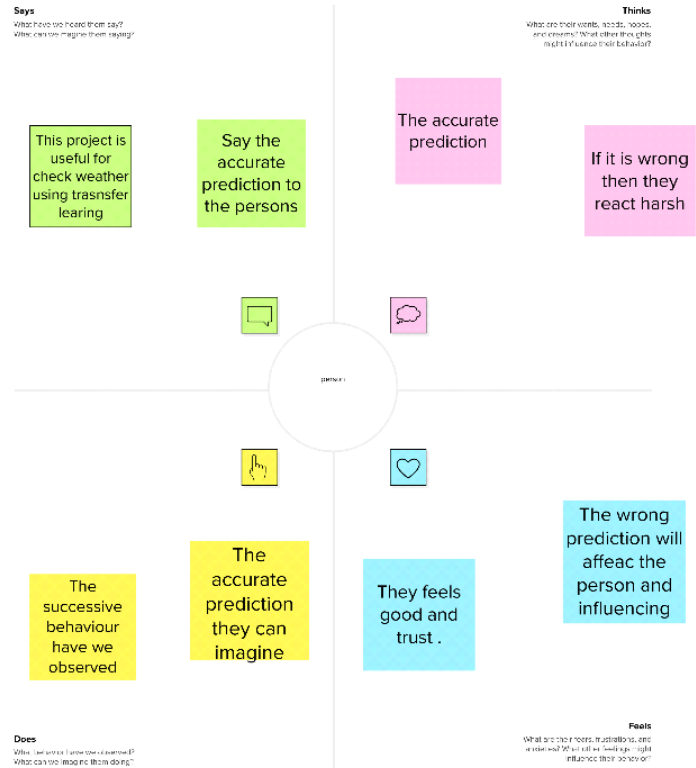 Says
What have we heard them say?
What can we imagine them saying?
Thinks
What are their wants, needs, hopes,
and dreams? What other thoughts
might influence their behavior?
This project is
useful for
check weather
using trasnsfer
learing
Say the
accurate
prediction to
the persons
The accurate
prediction
If it is wrong
then they
react harsh
person
The
successive
behaviour
have we
observed
The
accurate
prediction
they can
imagine
They feels
good and
trust .
The wrong
prediction will
affeac the
person and
influencing
Does
What behavior have we observed?
What can we imagine them doing?
Feels
What are their fears, frustrations, and
anxieties? What other feelings might
influence their behavior?